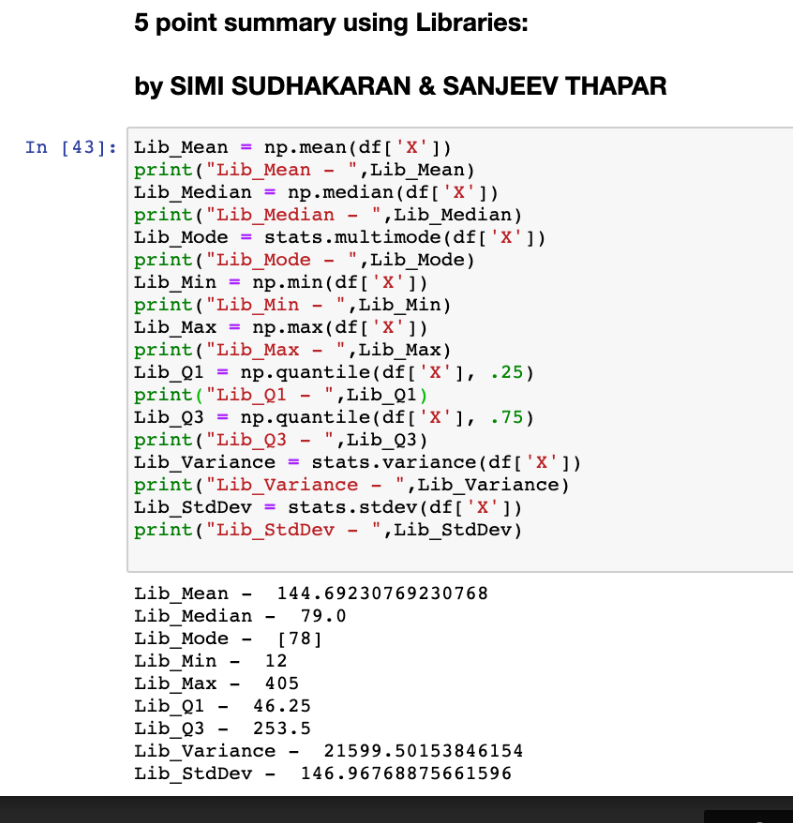 5 point summary using Libraries:
by SIMI SUDHAKARAN & SANJEEV THAPAR
In [43]: Lib_Mean = np.mean(df['X'])
print("Lib_Mean - ",Lib_Mean)
Lib_Median = np.median(df['X'])
print("Lib_Median - ",Lib_Median)
Lib_Mode = stats.multimode(df['X'])
print("Lib_Mode - ",Lib_Mode)
Lib_Min = np.min(df['X'])
print("Lib_Min - ",Lib_Min)
Lib_Max = np.max(df['X'])
print("Lib_Max - ",Lib_Max)
Lib_Q1 = np.quantile(df['X'], .25)
print("Lib_Q1 - ",Lib_Q1)
Lib_Q3 = np.quantile(df['X'], .75)
print("Lib_Q3 - ",Lib_Q3)
Lib_Variance = stats.variance(df['X'])
print("Lib_Variance - ",Lib_Variance)
Lib_StdDev = stats.stdev(df['X'])
print("Lib_StdDev - ",Lib_StdDev)
Lib_Mean -  144.69230769230768
Lib_Median -  79.0
Lib_Mode -  [78]
Lib_Min -  12
Lib_Max -  405
Lib_Q1 -  46.25
Lib_Q3 -  253.5
Lib_Variance -  21599.50153846154
Lib_StdDev -  146.96768875661596